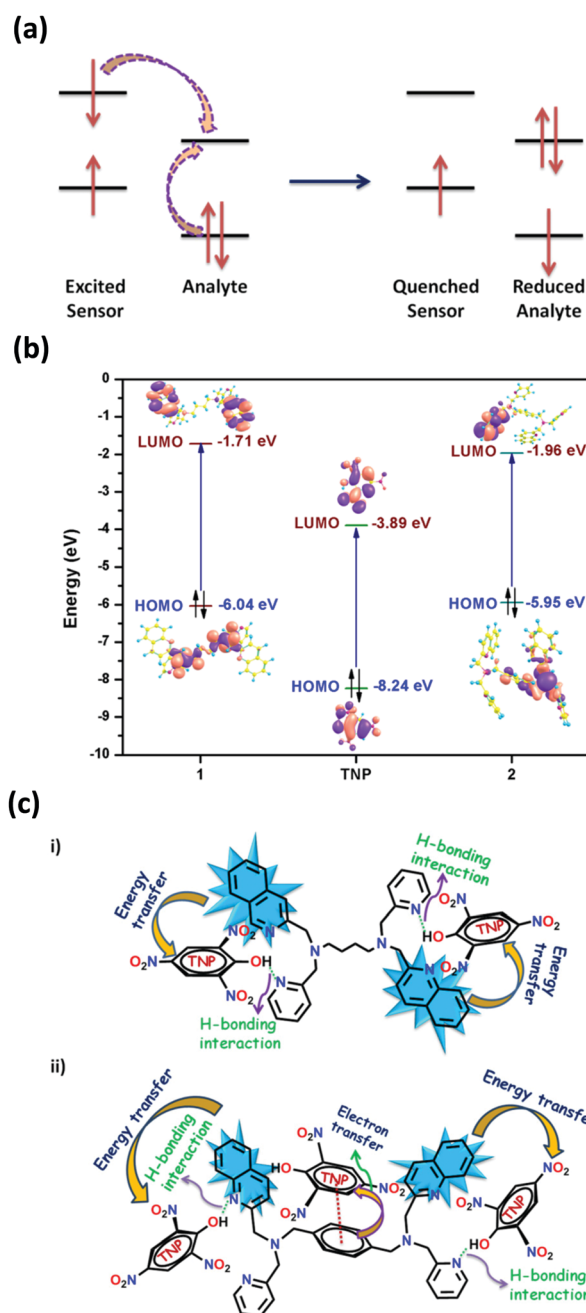 (a)
Excited
Sensor
Analyte
Quenched
Sensor
Reduced
Analyte
(b)
0
-1
-2
-3
-4
-5
-6
-7
-8
-9
-10
Energy (eV)
LUMO -1.71 eV
HOMO -6.04 eV
LUMO -3.89 eV
HOMO -8.24 eV
LUMO -1.96 eV
HOMO -5.95 eV
1 TNP 2
(c)
i)
Energy
transfer
O₂N
NO₂
NO₂
TNP
OH
N
N
N
H-bonding
interaction
H-bonding
interaction
N
N
N
HO
O₂N
NO₂
NO₂
TNP
Energy
transfer
ii)
Energy transfer
H-bonding
interaction
NO₂
O₂N
NO₂
TNP
OH
N
N
N
O₂N
HO
NO₂
NO₂
TNP
Electron
transfer
N
N
N
Energy transfer
NO₂
O₂N
NO₂
TNP
HO
H-bonding
interaction